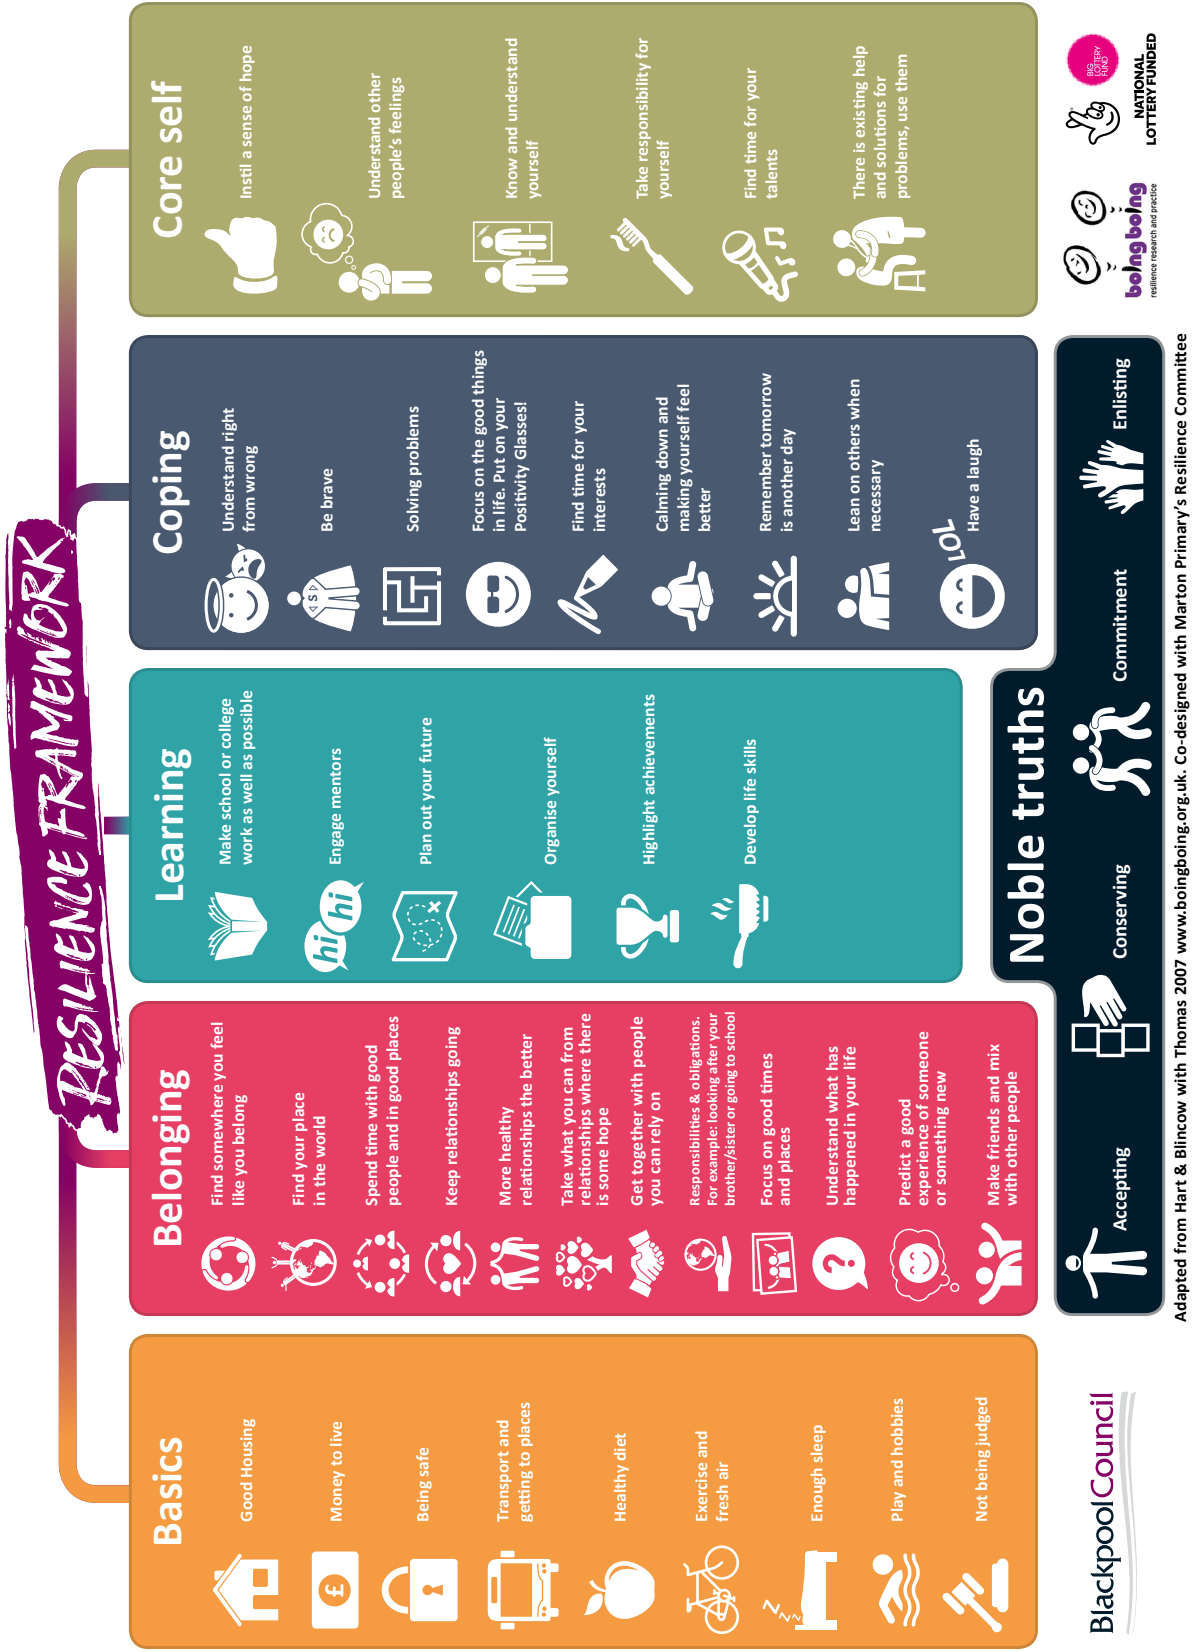 RESILIENCE FRAMEWORK
Basics
Good Housing
£
Money to live
Being safe
Transport and
getting to places
Healthy diet
Exercise and
fresh air
zzzz
Enough sleep
Play and hobbies
Not being judged
Belonging
Find somewhere you feel
like you belong
Find your place
in the world
Spend time with good
people and in good places
Keep relationships going
More healthy
relationships the better
Take what you can from
relationships where there
is some hope
Get together with people
you can rely on
Responsibilities & obligations.
For example: looking after your
brother/sister or going to school
Focus on good times
and places
?
Understand what has
happened in your life
Predict a good
experience of someone
or something new
Make friends and mix
with other people
Learning
Make school or college
work as well as possible
hi hi
Engage mentors
Plan out your future
Organise yourself
Highlight achievements
Develop life skills
Coping
Understand right
from wrong
S
Be brave
Solving problems
Focus on the good things
in life. Put on your
Positivity Glasses!
Find time for your
interests
Calming down and
making yourself feel
better
Remember tomorrow
is another day
Lean on others when
necessary
LOL
Have a laugh
Core self
Instil a sense of hope
Understand other
people's feelings
Know and understand
yourself
Take responsibility for
yourself
Find time for your
talents
There is existing help
and solutions for
problems, use them
Noble truths
Accepting
Conserving
Commitment
Enlisting
BlackpoolCouncil
boingboing
resilience research and practice
BIG
LOTTERY
FUND
NATIONAL
LOTTERY FUNDED
Adapted from Hart & Blincow with Thomas 2007 www.boingboing.org.uk. Co-designed with Marton Primary's Resilience Committee